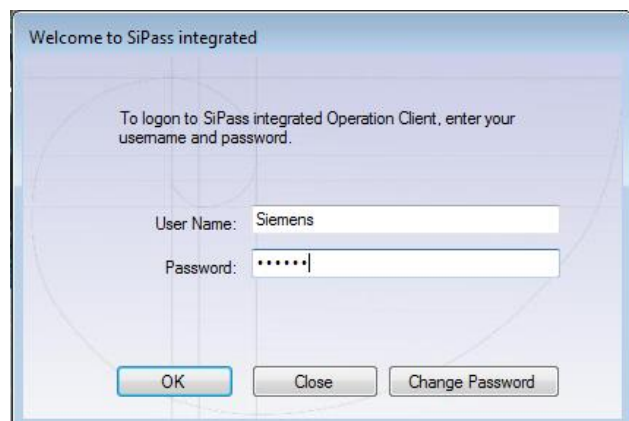 Welcome to SiPass integrated
To logon to SiPass integrated Operation Client, enter your
username and password.
User Name: Siemens
Password: ••••••
OK Close Change Password